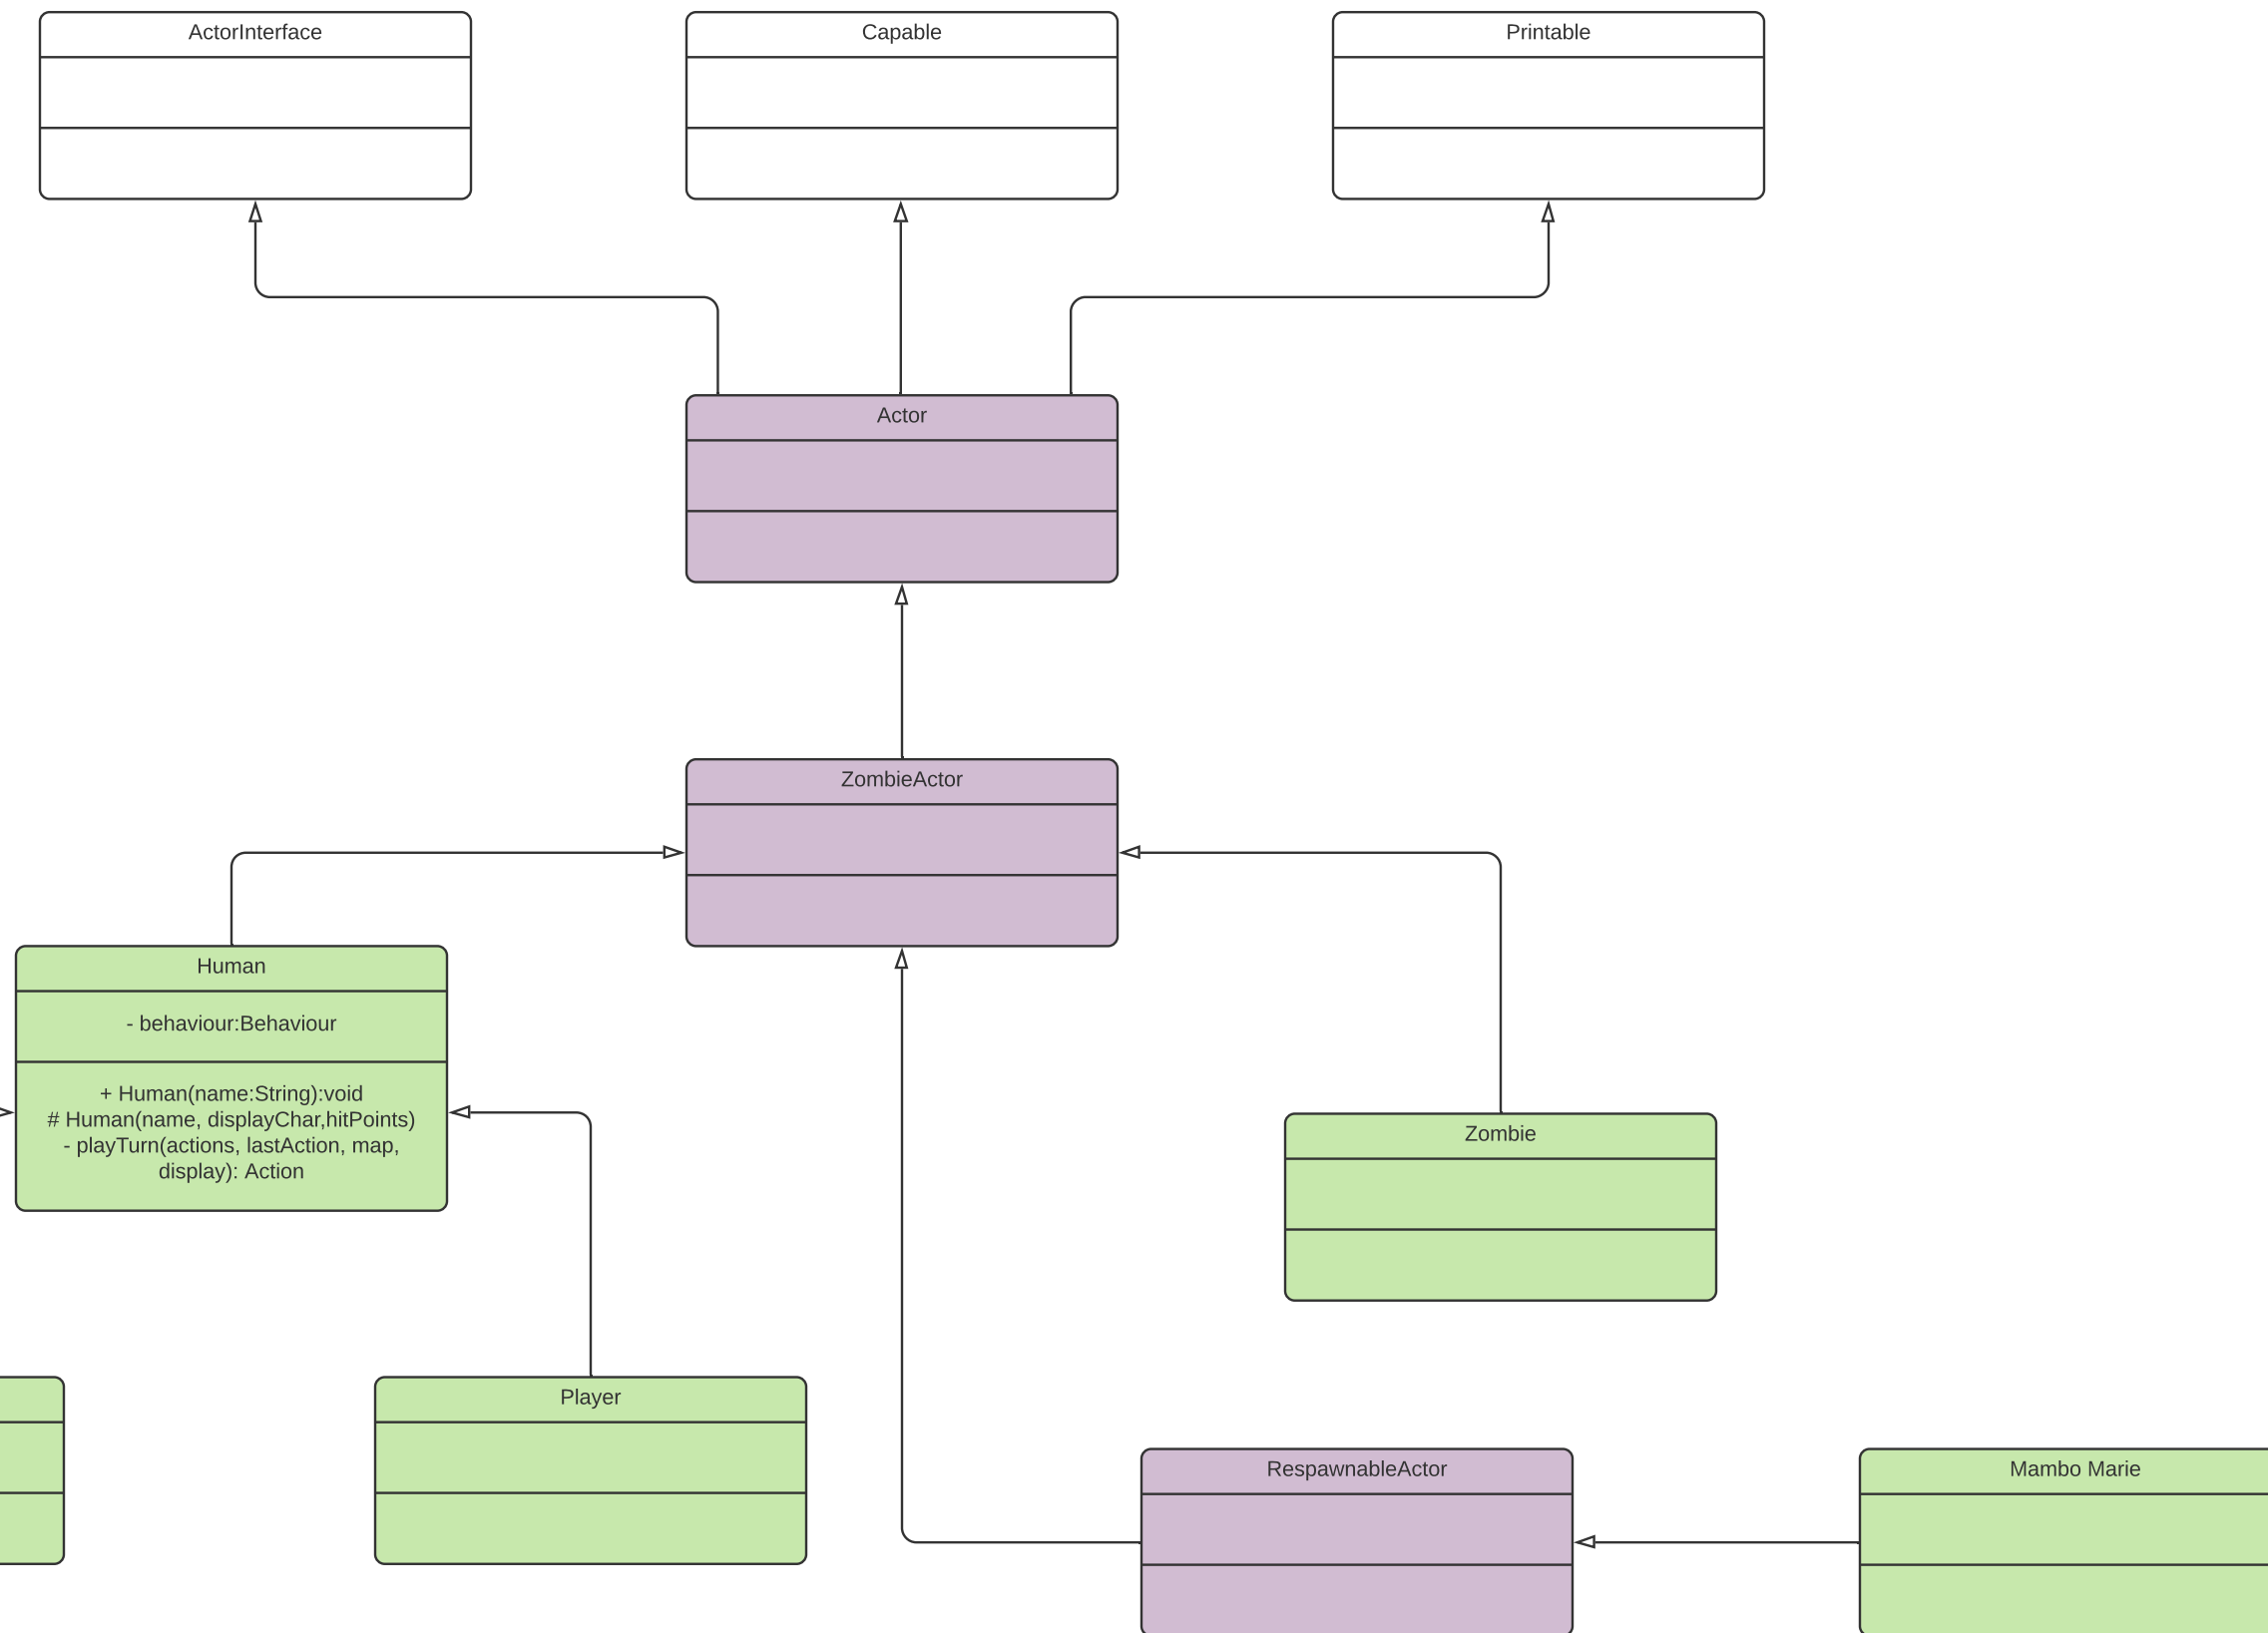 ActorInterface
Capable
Printable
Actor
ZombieActor
Human
- behaviour:Behaviour
+ Human(name:String):void
# Human(name, displayChar,hitPoints)
- playTurn(actions, lastAction, map,
display): Action
Zombie
Player
RespawnableActor
Mambo Marie